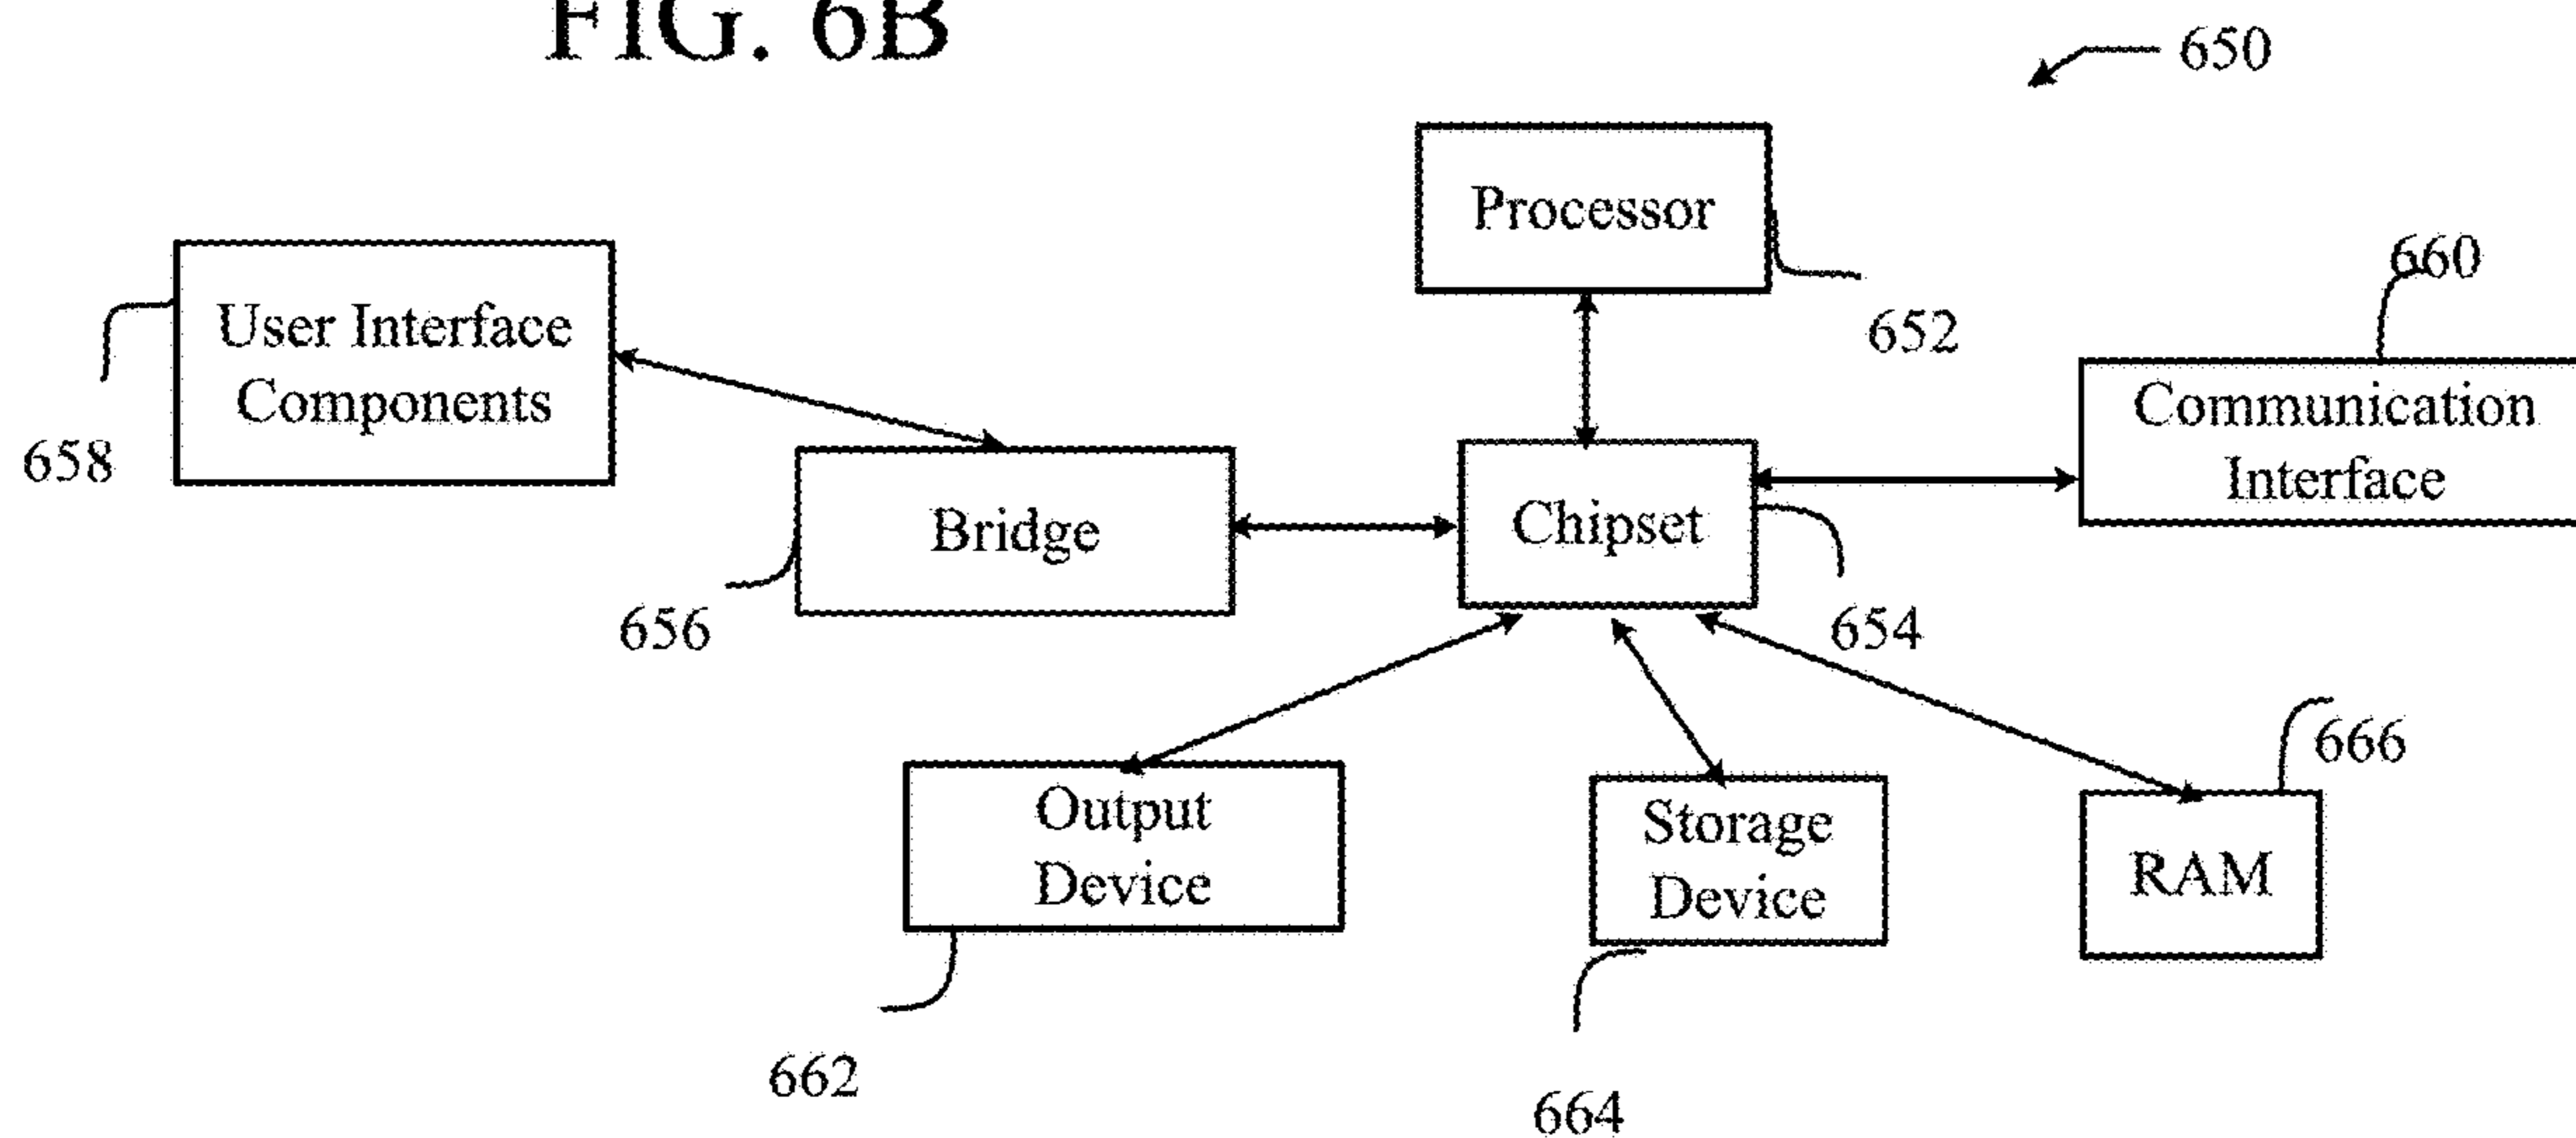 FIG. 6B
650
Processor
652
User Interface
Components
658
660
Communication
Interface
Bridge
656
Chipset
654
Output
Device
662
Storage
Device
664
666
RAM